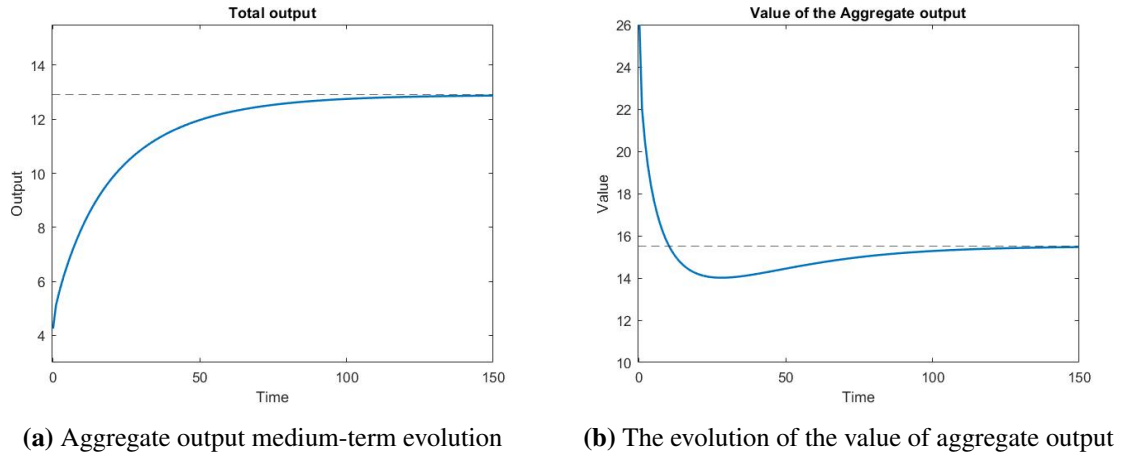 Total output
14
12
10
8
6
4
Output
0 50 100 150
Time
(a) Aggregate output medium-term evolution
Value of the Aggregate output
26
24
22
20
18
16
14
12
10
Value
0 50 100 150
Time
(b) The evolution of the value of aggregate output